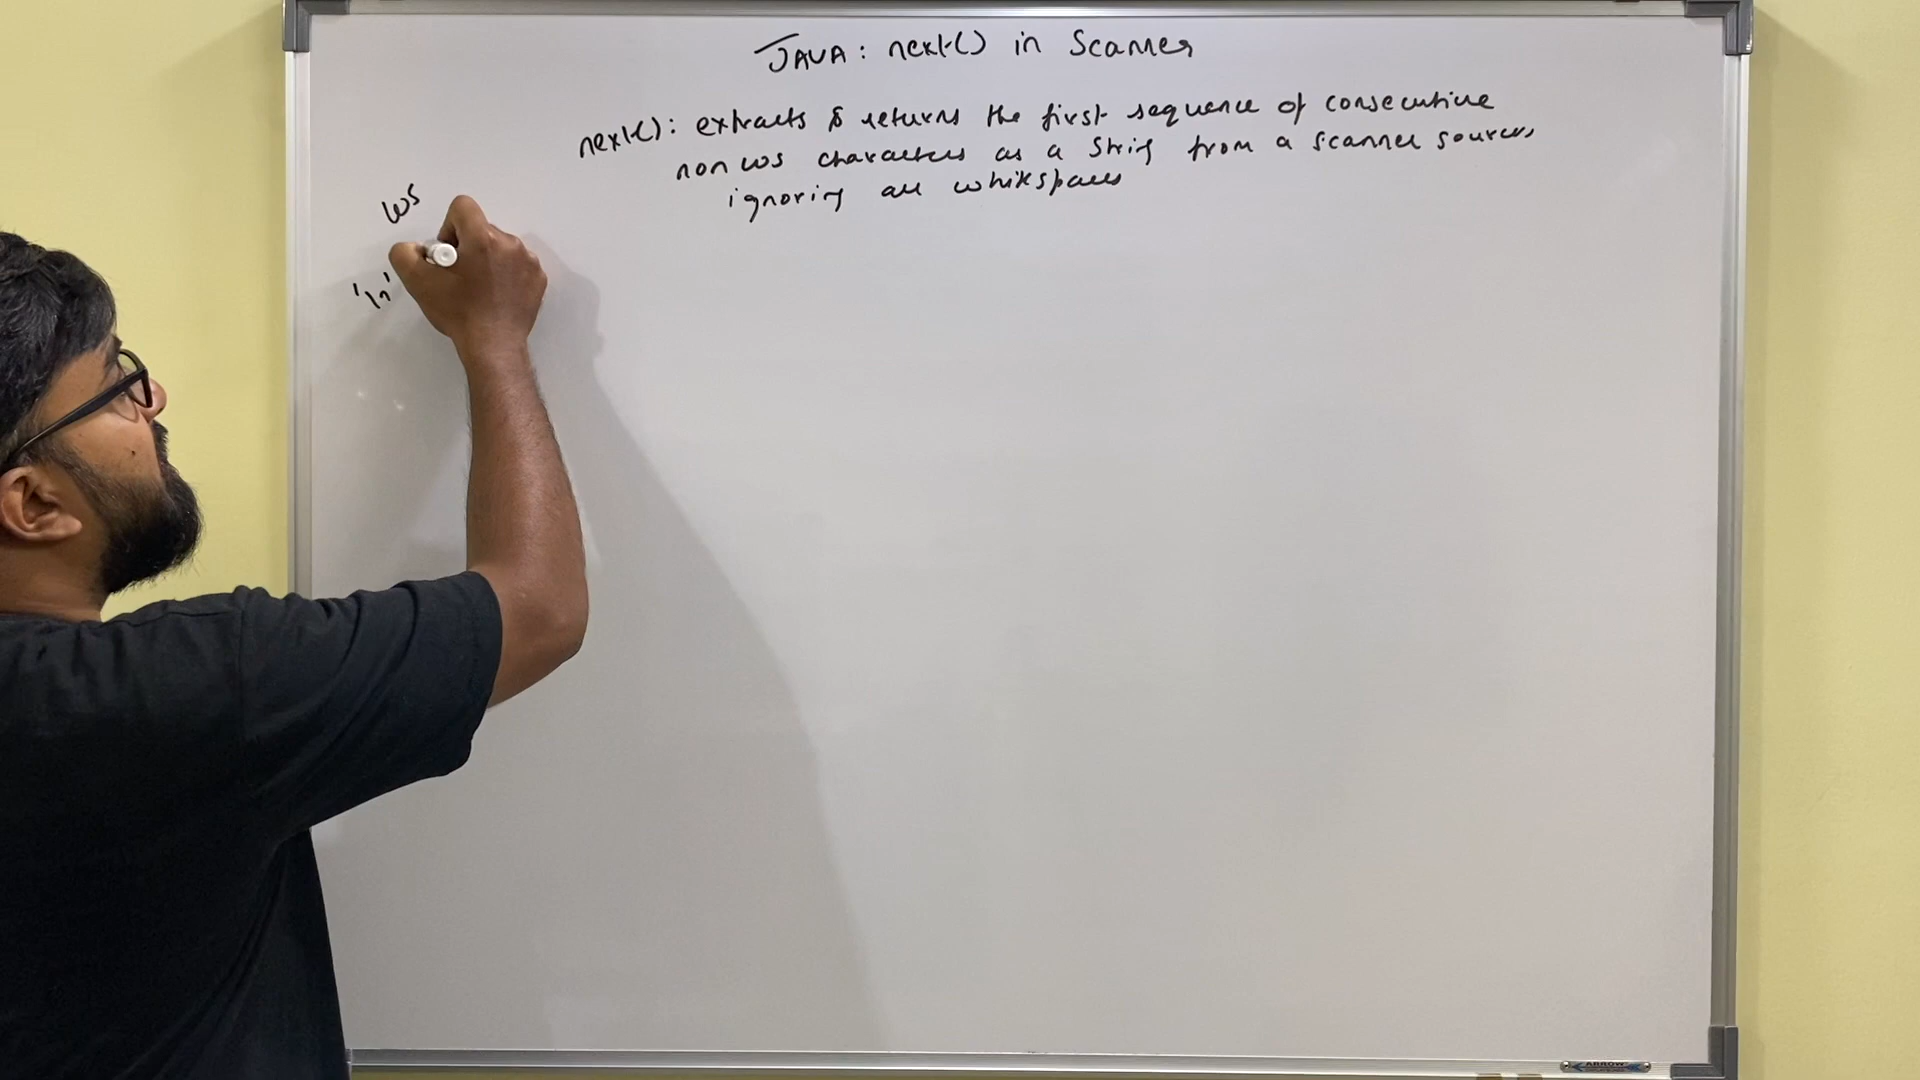 JAVA: next() in Scanner
next(): extracts & returns the first sequence of consecutive
non ws characters as a String from a scanner source,
ignoring all whitespaces
ws
'\n'
ARROW